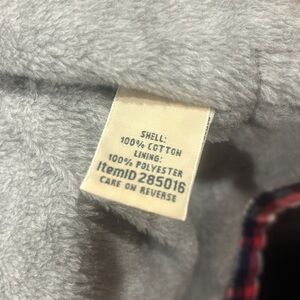 SHELL:
100% COTTON
LINING:
100% POLYESTER
ItemID 285016
CARE ON REVERSE